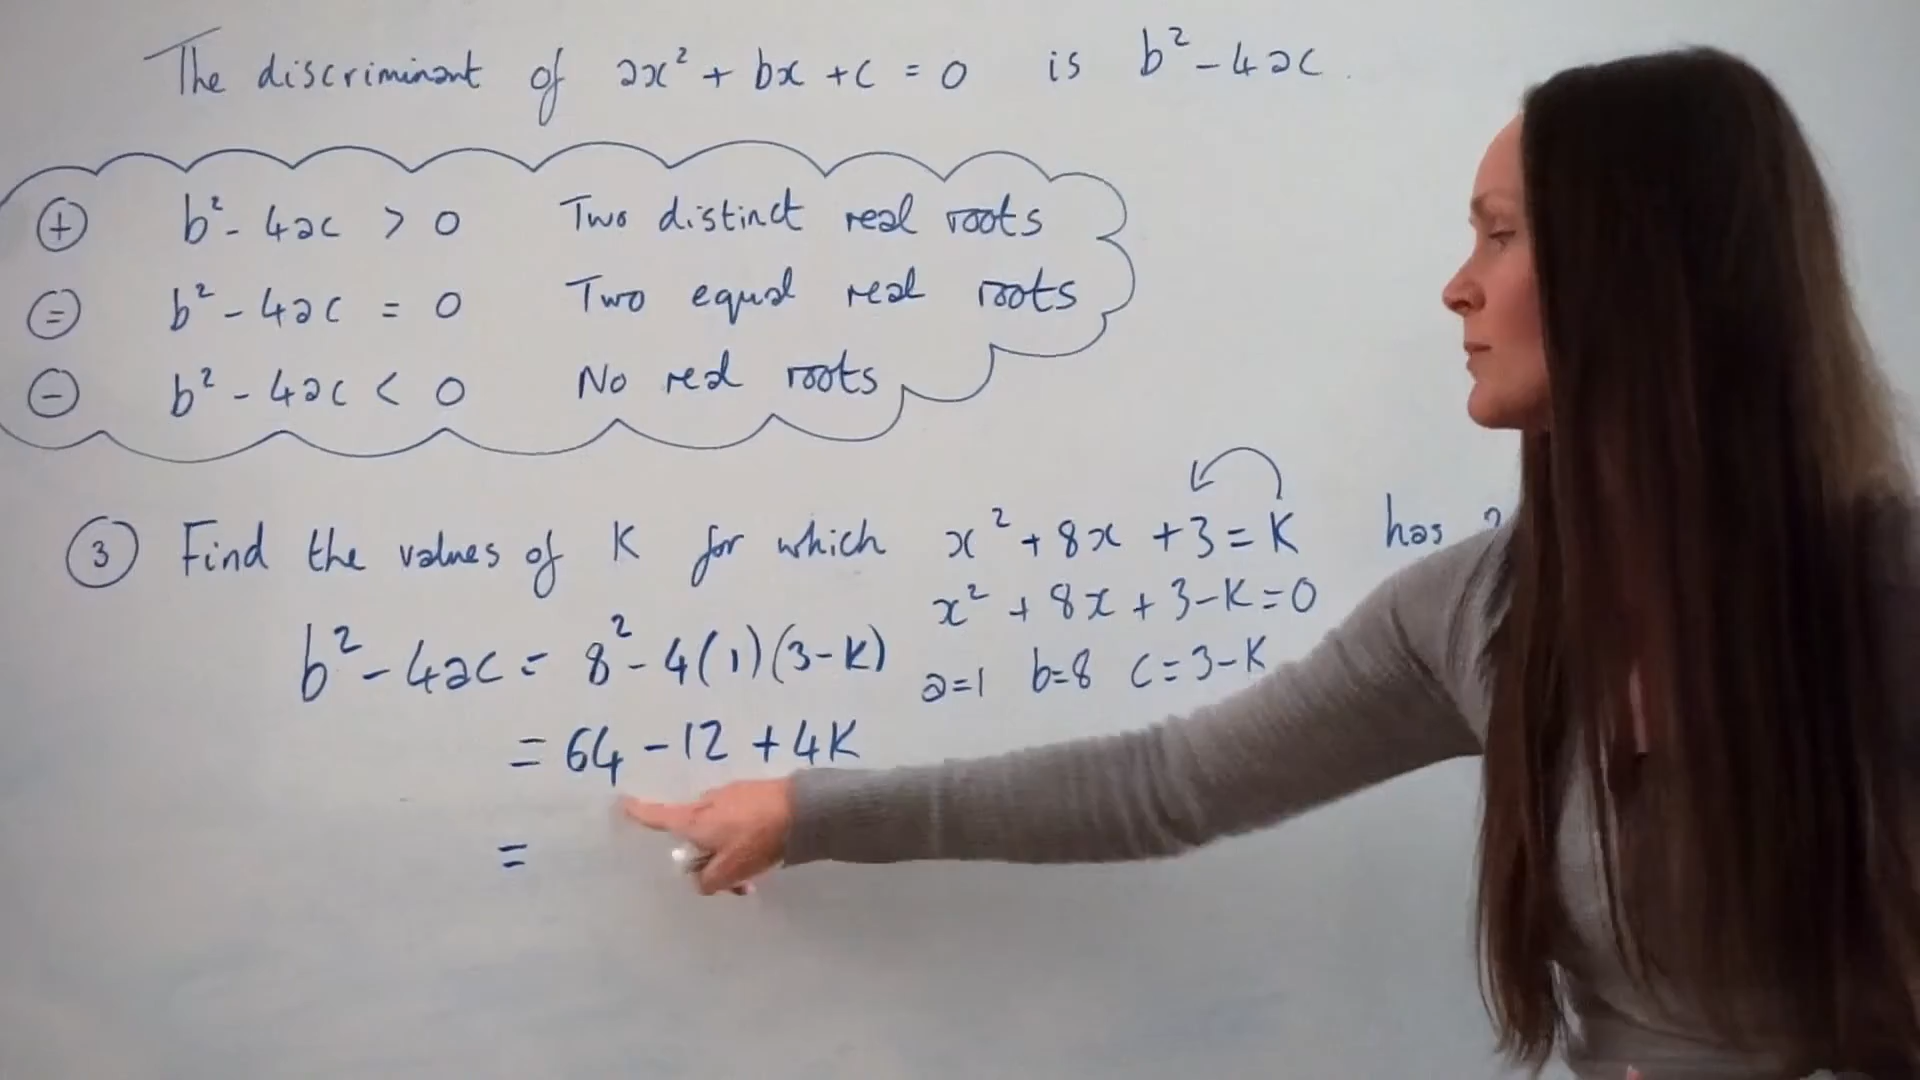 The discriminant of ax² + bx + c = 0 is b² - 4ac.
+ b² - 4ac > 0 Two distinct real roots
= b² - 4ac = 0 Two equal real roots
- b² - 4ac < 0 No real roots
3 Find the values of K for which x² + 8x + 3 = K has
x² + 8x + 3 - K = 0
b² - 4ac = 8² - 4(1)(3 - K) a=1 b=8 c=3-K
= 64 - 12 + 4K
=